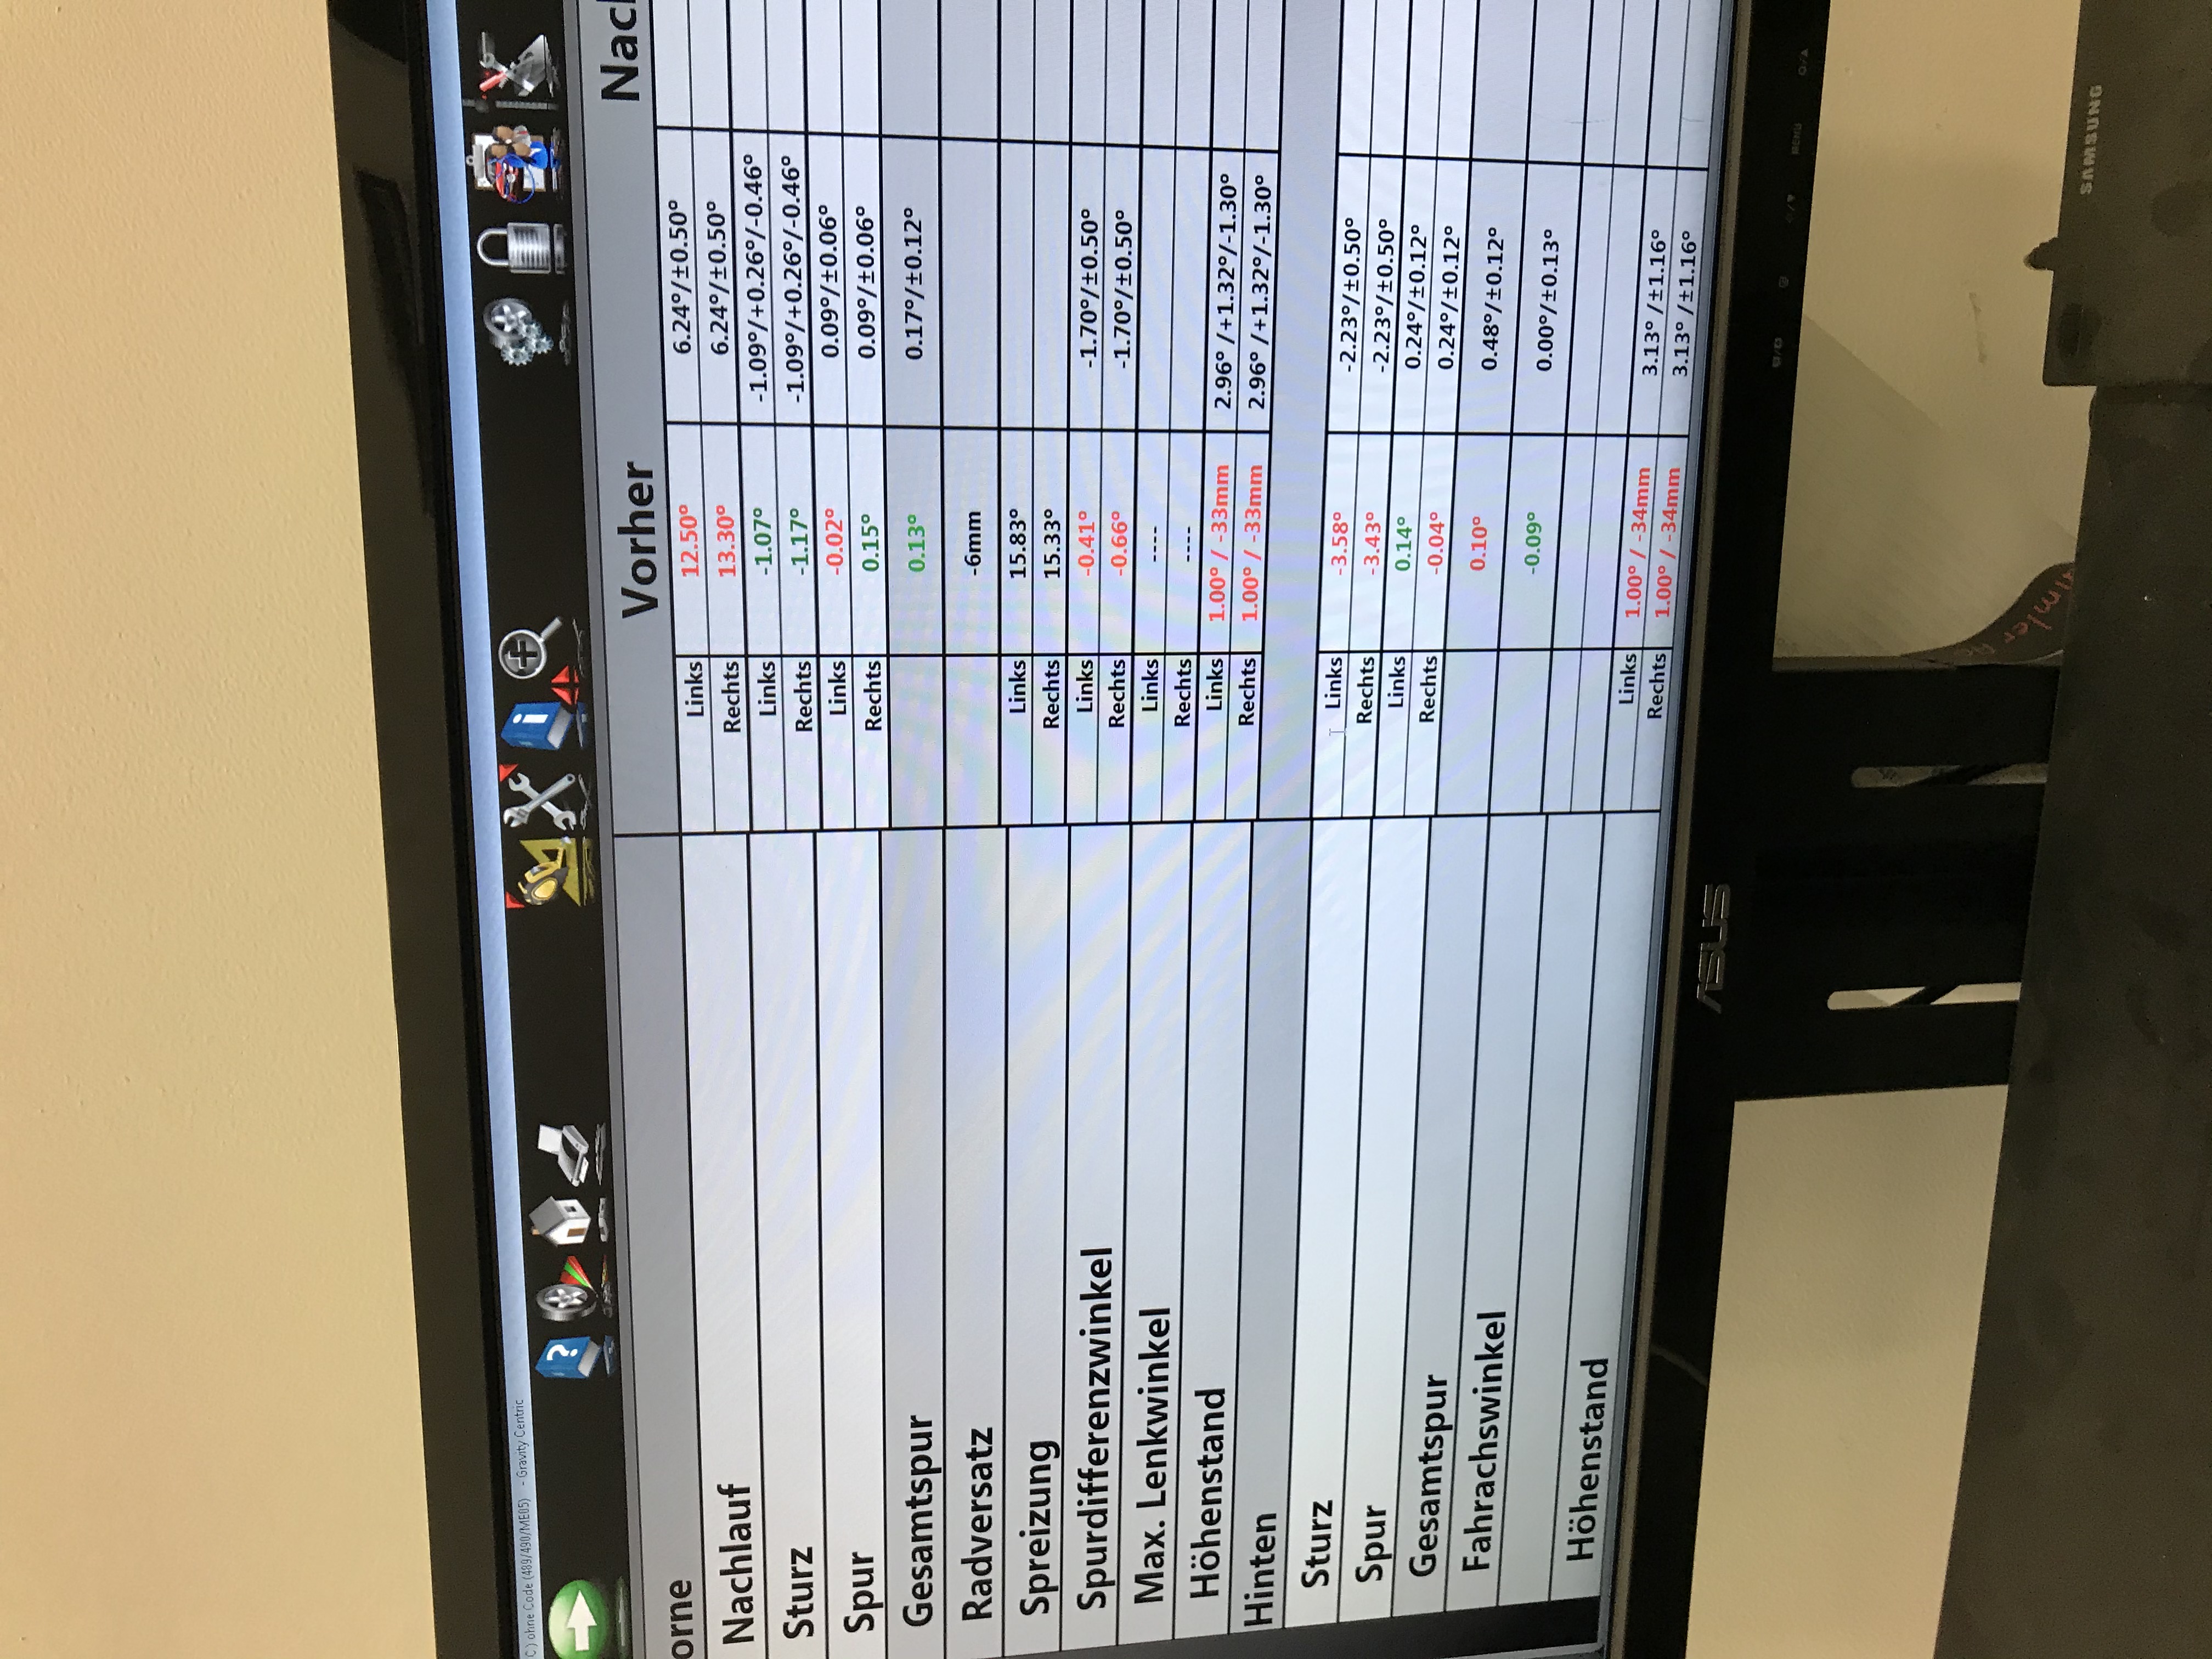 C) ohne Code (489/490/ME05) - Gravity Centric
orne Vorher Nacl
Nachlauf Links 12.50° 6.24°/±0.50°
Rechts 13.30° 6.24°/±0.50°
Sturz Links -1.07° -1.09°/+0.26°/-0.46°
Rechts -1.17° -1.09°/+0.26°/-0.46°
Spur Links -0.02° 0.09°/±0.06°
Rechts 0.15° 0.09°/±0.06°
Gesamtspur 0.13° 0.17°/±0.12°
Radversatz -6mm
Spreizung Links 15.83°
Rechts 15.33°
Spurdifferenzwinkel Links -0.41° -1.70°/±0.50°
Rechts -0.66° -1.70°/±0.50°
Max. Lenkwinkel Links ----
Rechts ----
Höhenstand Links 1.00° / -33mm 2.96° /+1.32°/-1.30°
Rechts 1.00° / -33mm 2.96° /+1.32°/-1.30°
Hinten
Sturz Links -3.58° -2.23°/±0.50°
Rechts -3.43° -2.23°/±0.50°
Spur Links 0.14° 0.24°/±0.12°
Rechts -0.04° 0.24°/±0.12°
Gesamtspur 0.10° 0.48°/±0.12°
Fahrachswinkel -0.09° 0.00°/±0.13°
Höhenstand Links 1.00° / -34mm 3.13° /±1.16°
Rechts 1.00° / -34mm 3.13° /±1.16°
ASUS
MENU
SAMSUNG